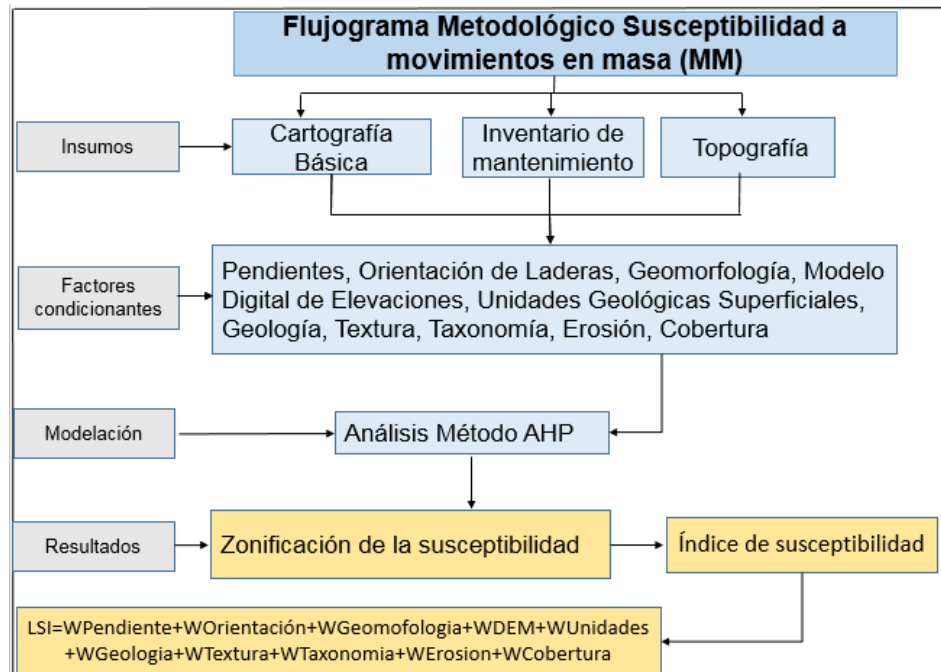 Flujograma Metodológico Susceptibilidad a
movimientos en masa (MM)
Insumos
Cartografía
Básica
Inventario de
mantenimiento
Topografía
Factores
condicionantes
Pendientes, Orientación de Laderas, Geomorfología, Modelo
Digital de Elevaciones, Unidades Geológicas Superficiales,
Geología, Textura, Taxonomía, Erosión, Cobertura
Modelación
Análisis Método AHP
Resultados
Zonificación de la susceptibilidad
Índice de susceptibilidad
LSI=WPendiente+WOrientación+WGeomofologia+WDEM+WUnidades
+WGeologia+WTextura+WTaxonomia+WErosion+WCobertura